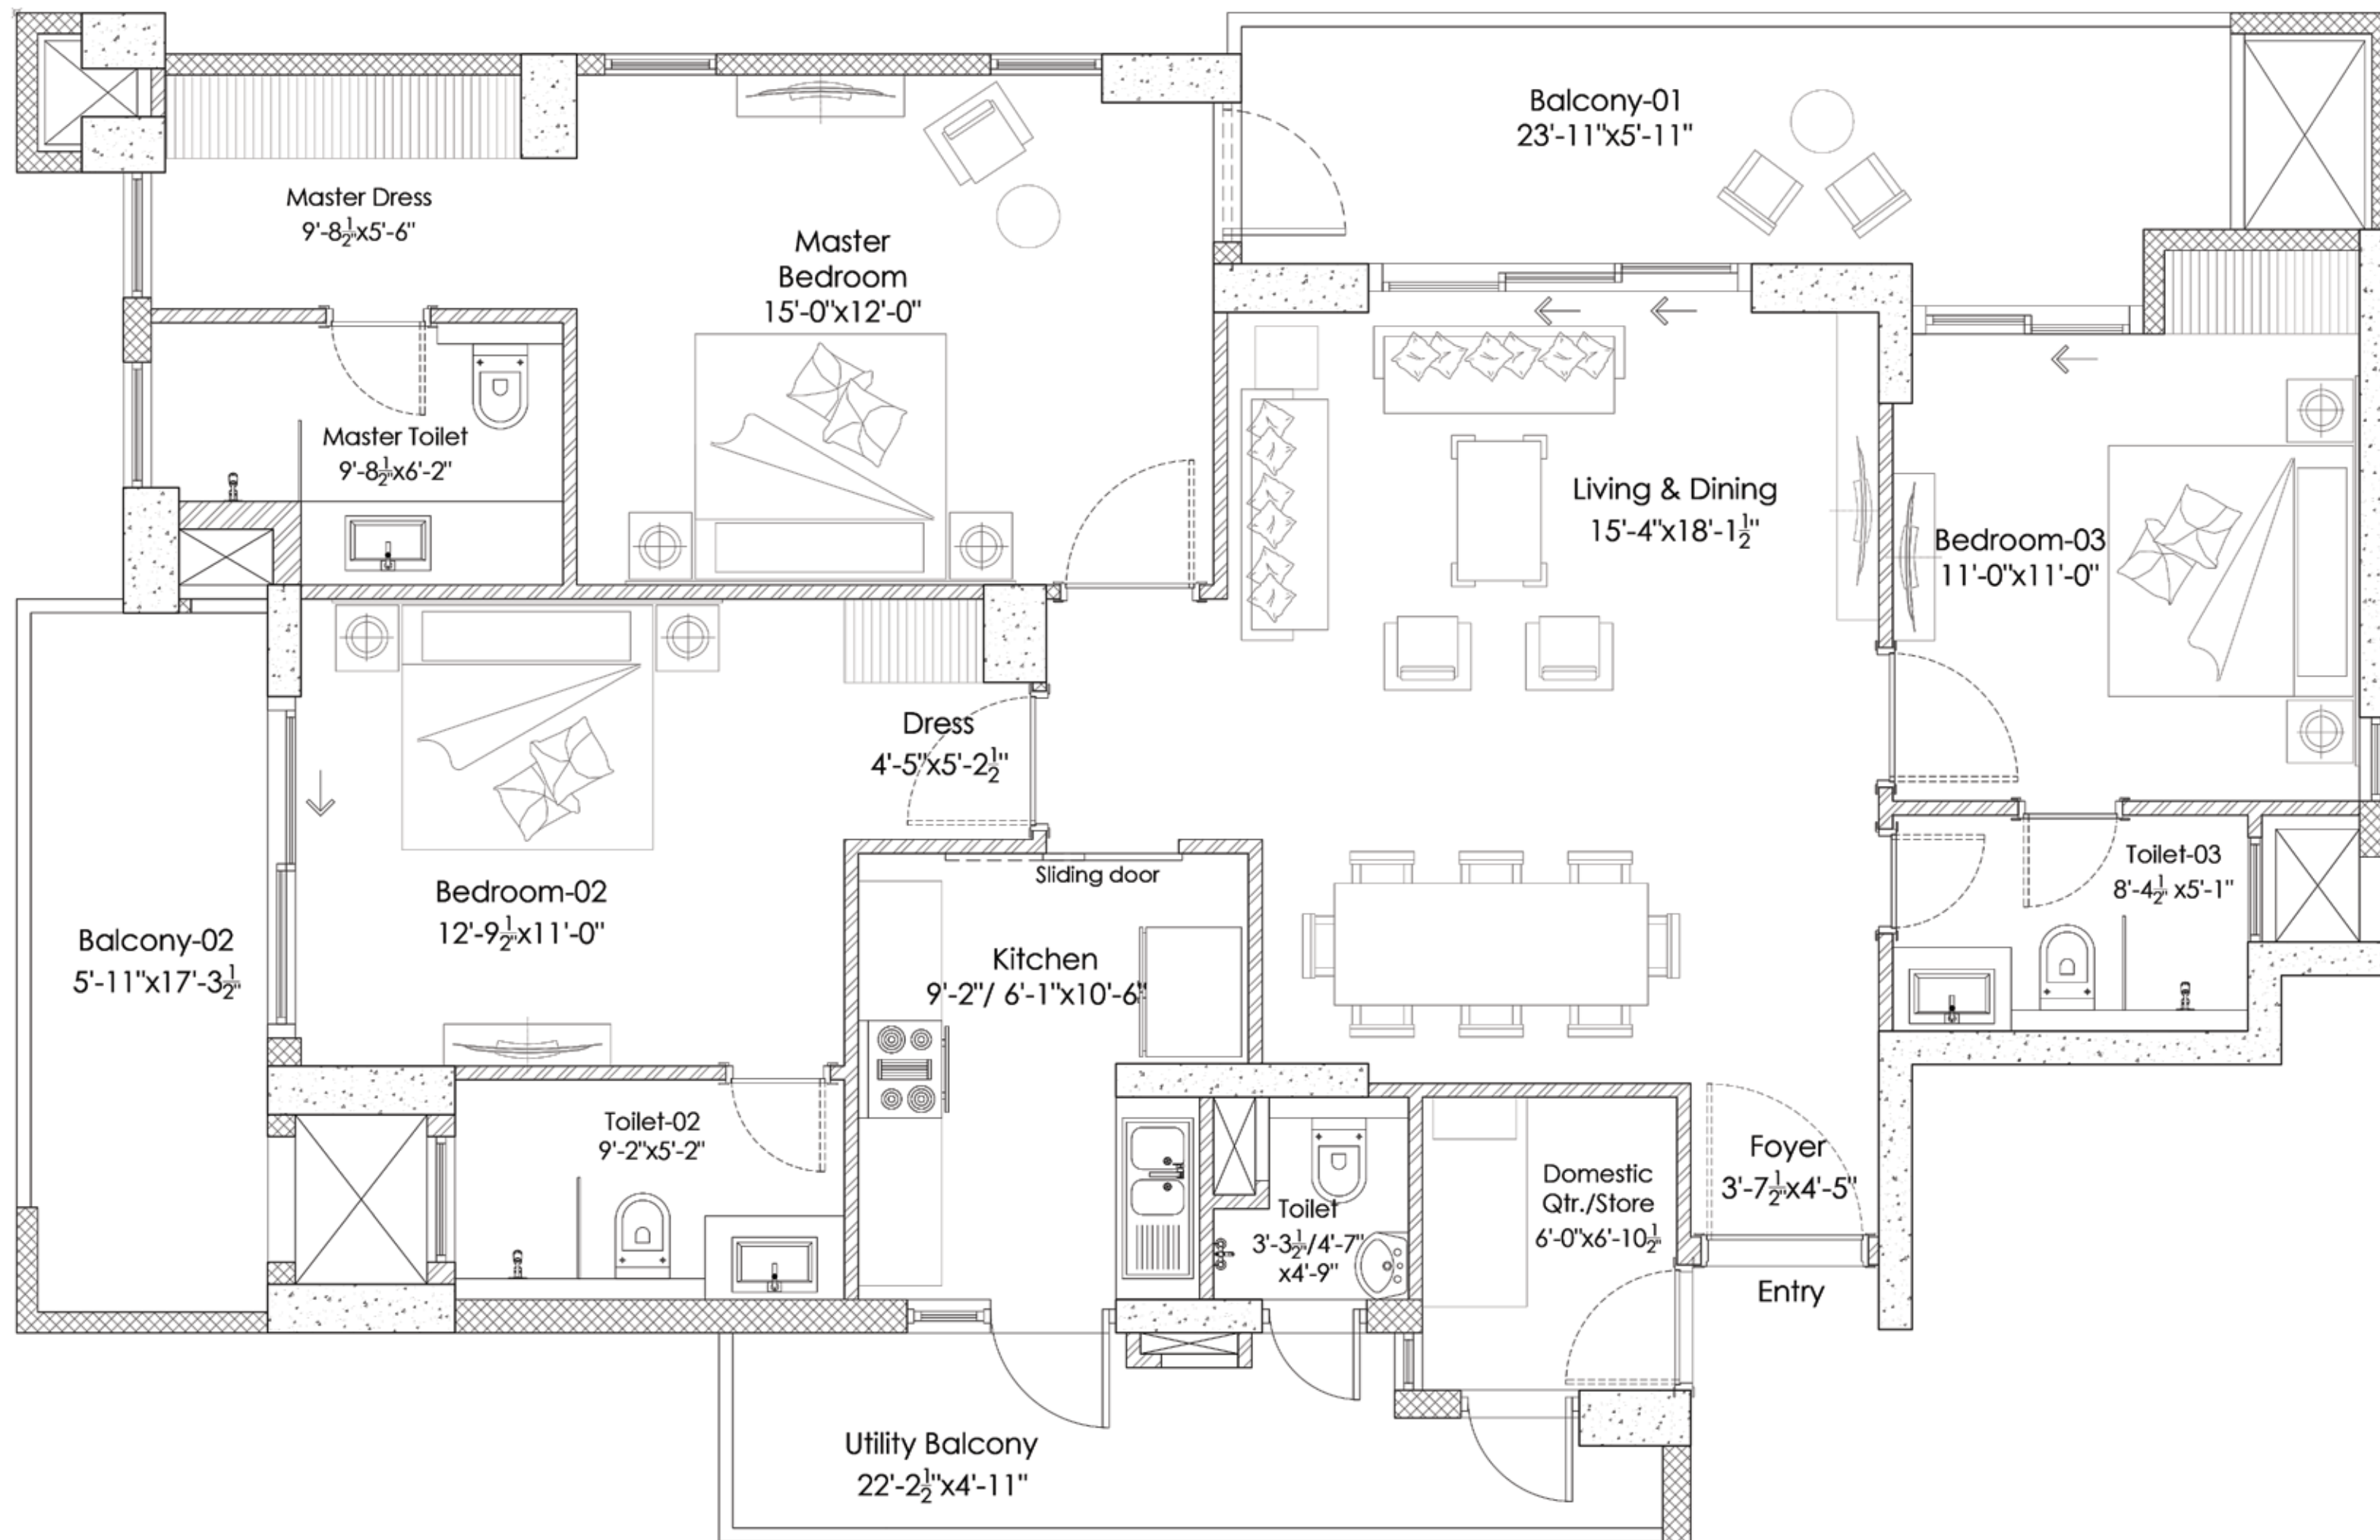 Balcony-01
23'-11"x5'-11"
Master Dress
9'-8½"x5'-6"
Master
Bedroom
15'-0"x12'-0"
Master Toilet
9'-8½"x6'-2"
Living & Dining
15'-4"x18'-1½"
Bedroom-03
11'-0"x11'-0"
Dress
4'-5"x5'-2½"
Toilet-03
8'-4½" x5'-1"
Sliding door
Bedroom-02
12'-9½"x11'-0"
Balcony-02
5'-11"x17'-3½"
Kitchen
9'-2"/ 6'-1"x10'-6"
Toilet-02
9'-2"x5'-2"
Toilet
3'-3½"/4'-7"
x4'-9"
Domestic
Qtr./Store
6'-0"x6'-10½"
Foyer
3'-7½"x4'-5"
Entry
Utility Balcony
22'-2½"x4'-11"